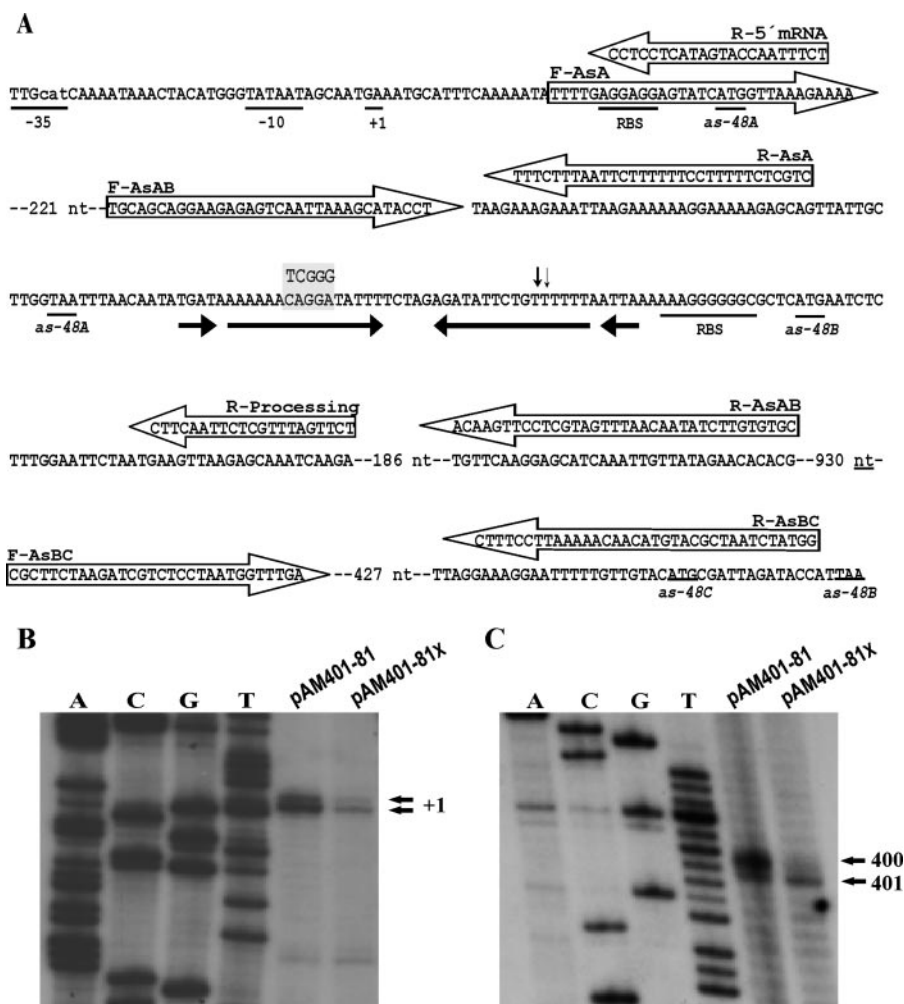 A
R-5´mRNA
CCTCCTCATAGTACCAATTTCT
F-AsA
TTGcatCAAAATAAACTACATGGGTATAATAGCAATGAAATGCATTTCAAAAATATTTTGAGGAGGAGTATCATGGTTAAAGAAAA
-35 -10 +1 RBS as-48A
R-AsA
TTTCTTTAATTCTTTTTTCCTTTTTCTCGTC
F-AsAB
--221 nt--TGCAGCAGGAAGAGAGTCAATTAAAGCATACCT TAAGAAAGAAATTAAGAAAAAAGGAAAAAGAGCAGTTATTGC
TCGGG
TTGGTAATTTAACAATATGATAAAAAAACAGGATATTTTCTAGAGATATTCTGTTTTTTAATTAAAAAAGGGGGGCGCTCATGAATCTC
as-48A RBS as-48B
R-Processing R-AsAB
CTTCAATTCTCGTTTAGTTCT ACAAGTTCCTCGTAGTTTAACAATATCTTGTGTGC
TTTGGAATTCTAATGAAGTTAAGAGCAAATCAAGA--186 nt--TGTTCAAGGAGCATCAAATTGTTATAGAACACACG--930 nt-
R-AsBC
CTTTCCTTAAAAACAACATGTACGCTAATCTATGG
F-AsBC
CGCTTCTAAGATCGTCTCCTAATGGTTTGA --427 nt--TTAGGAAAGGAATTTTTGTTGTACATGCGATTAGATACCATTAA
as-48C as-48B
B
A C G T pAM401-81 pAM401-81x
+1
C
A C G T pAM401-81 pAM401-81x
400
401